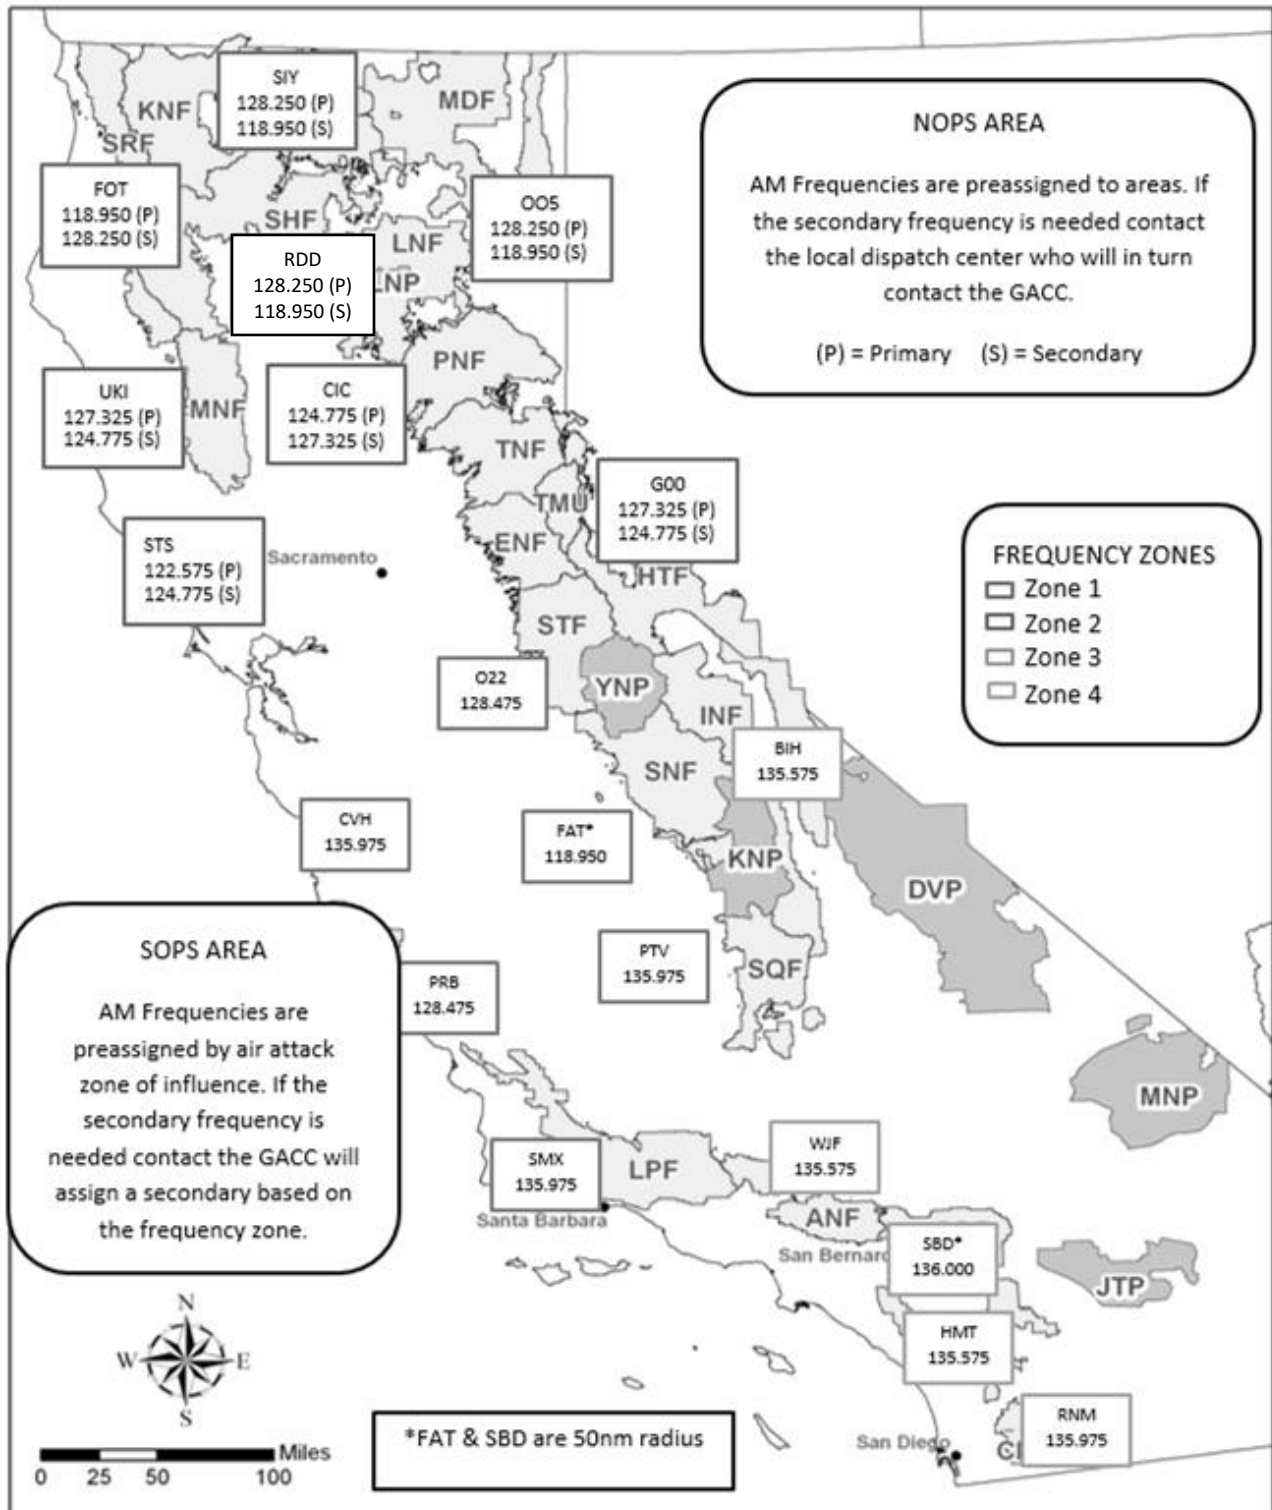 SIY
128.250 (P)
118.950 (S)
KNF
MDF
SRF
FOT
118.950 (P)
128.250 (S)
SHF
OO5
128.250 (P)
118.950 (S)
LNF
RDD
128.250 (P)
118.950 (S)
LNP
NOPS AREA
AM Frequencies are preassigned to areas. If
the secondary frequency is needed contact
the local dispatch center who will in turn
contact the GACC.
(P) = Primary (S) = Secondary
PNF
UKI
127.325 (P)
124.775 (S)
MNF
CIC
124.775 (P)
127.325 (S)
TNF
TMU
G00
127.325 (P)
124.775 (S)
ENF
HTF
STS
122.575 (P)
124.775 (S)
Sacramento
FREQUENCY ZONES
Zone 1
Zone 2
Zone 3
Zone 4
STF
O22
128.475
YNP
INF
BIH
135.575
SNF
CVH
135.975
FAT*
118.950
KNP
DVP
PTV
135.975
SQF
SOPS AREA
AM Frequencies are
preassigned by air attack
zone of influence. If the
secondary frequency is
needed contact the GACC will
assign a secondary based on
the frequency zone.
PRB
128.475
MNP
SMX
135.975
LPF
WJF
135.575
Santa Barbara
ANF
San Bernard
SBD*
136.000
JTP
HMT
135.575
N
W E
S
Miles
0 25 50 100
*FAT & SBD are 50nm radius
San Diego
RNM
135.975